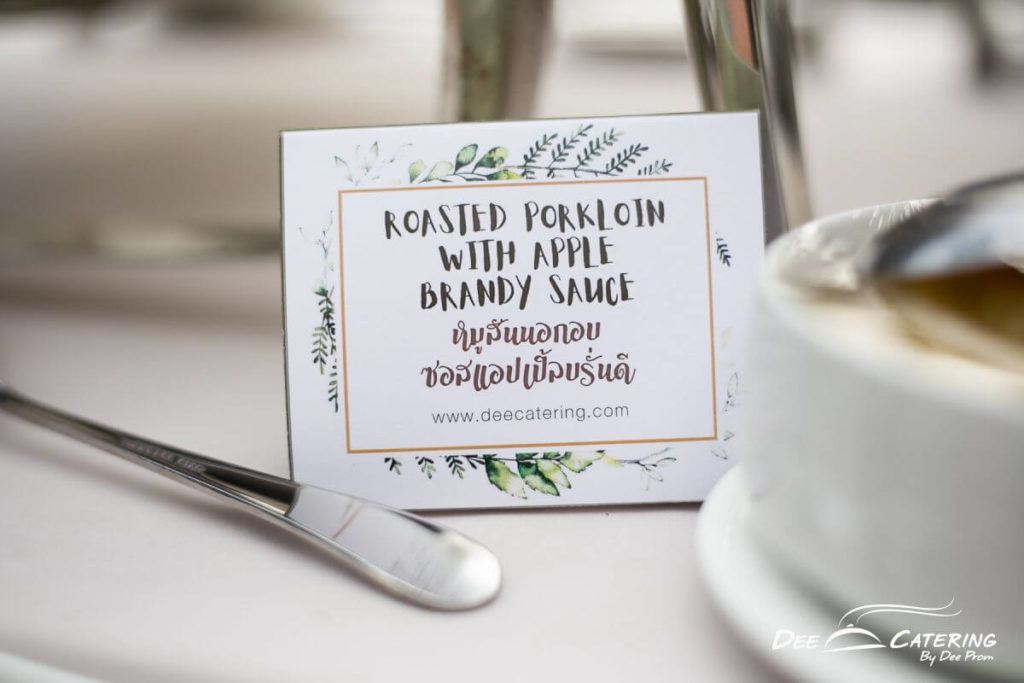 ROASTED PORKLOIN
WITH APPLE
BRANDY SAUCE
หมูสันนอกอบ
ซอสแอปเปิ้ลบรั่นดี
www.deecatering.com
DEE CATERING
By Dee Prom